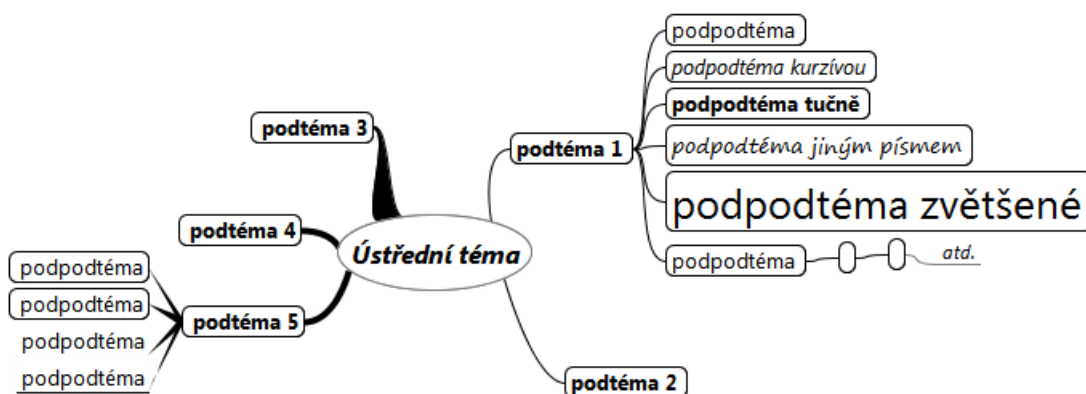 Ústřední téma
podtéma 1
podpodtéma
podpodtéma kurzívou
podpodtéma tučně
podpodtéma jiným písmem
podpodtéma zvětšené
podpodtéma
atd.
podtéma 2
podtéma 3
podtéma 4
podtéma 5
podpodtéma
podpodtéma
podpodtéma
podpodtéma